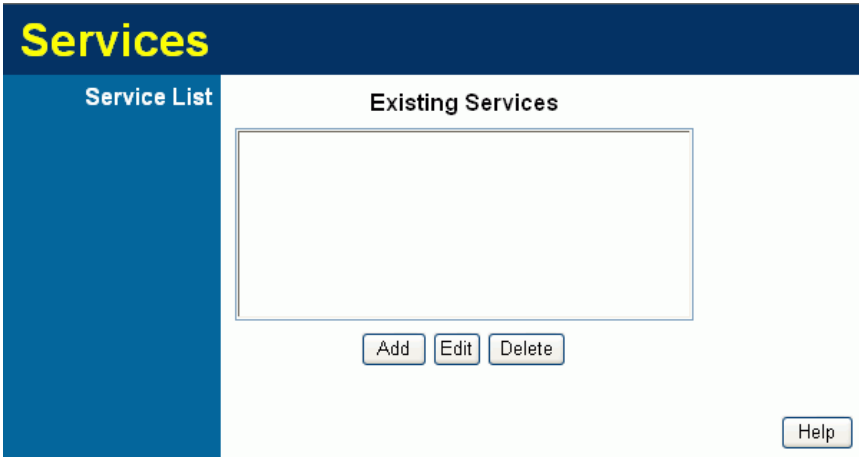 Services
Service List
Existing Services
Add Edit Delete
Help